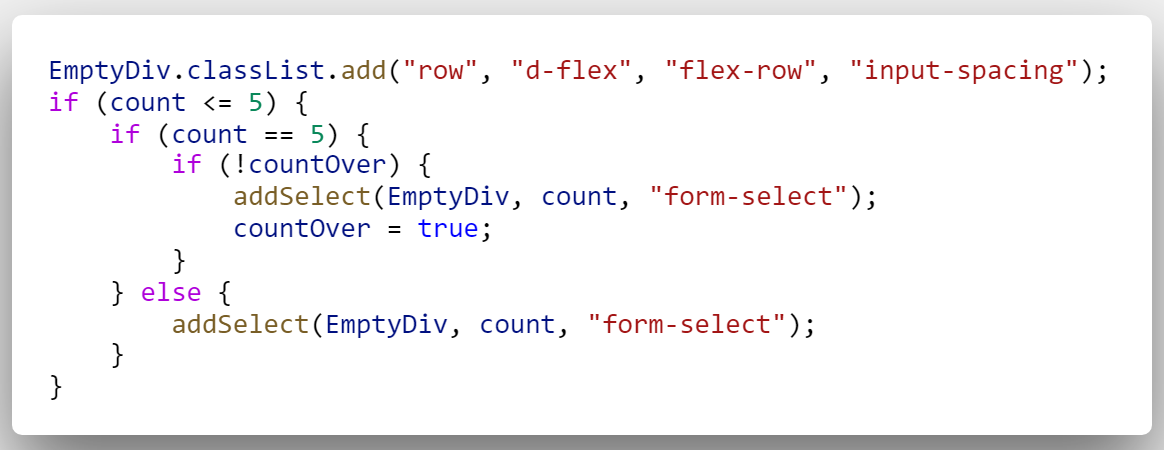 EmptyDiv.classList.add("row", "d-flex", "flex-row", "input-spacing");
if (count <= 5) {
    if (count == 5) {
        if (!countOver) {
            addSelect(EmptyDiv, count, "form-select");
            countOver = true;
        }
    } else {
        addSelect(EmptyDiv, count, "form-select");
    }
}